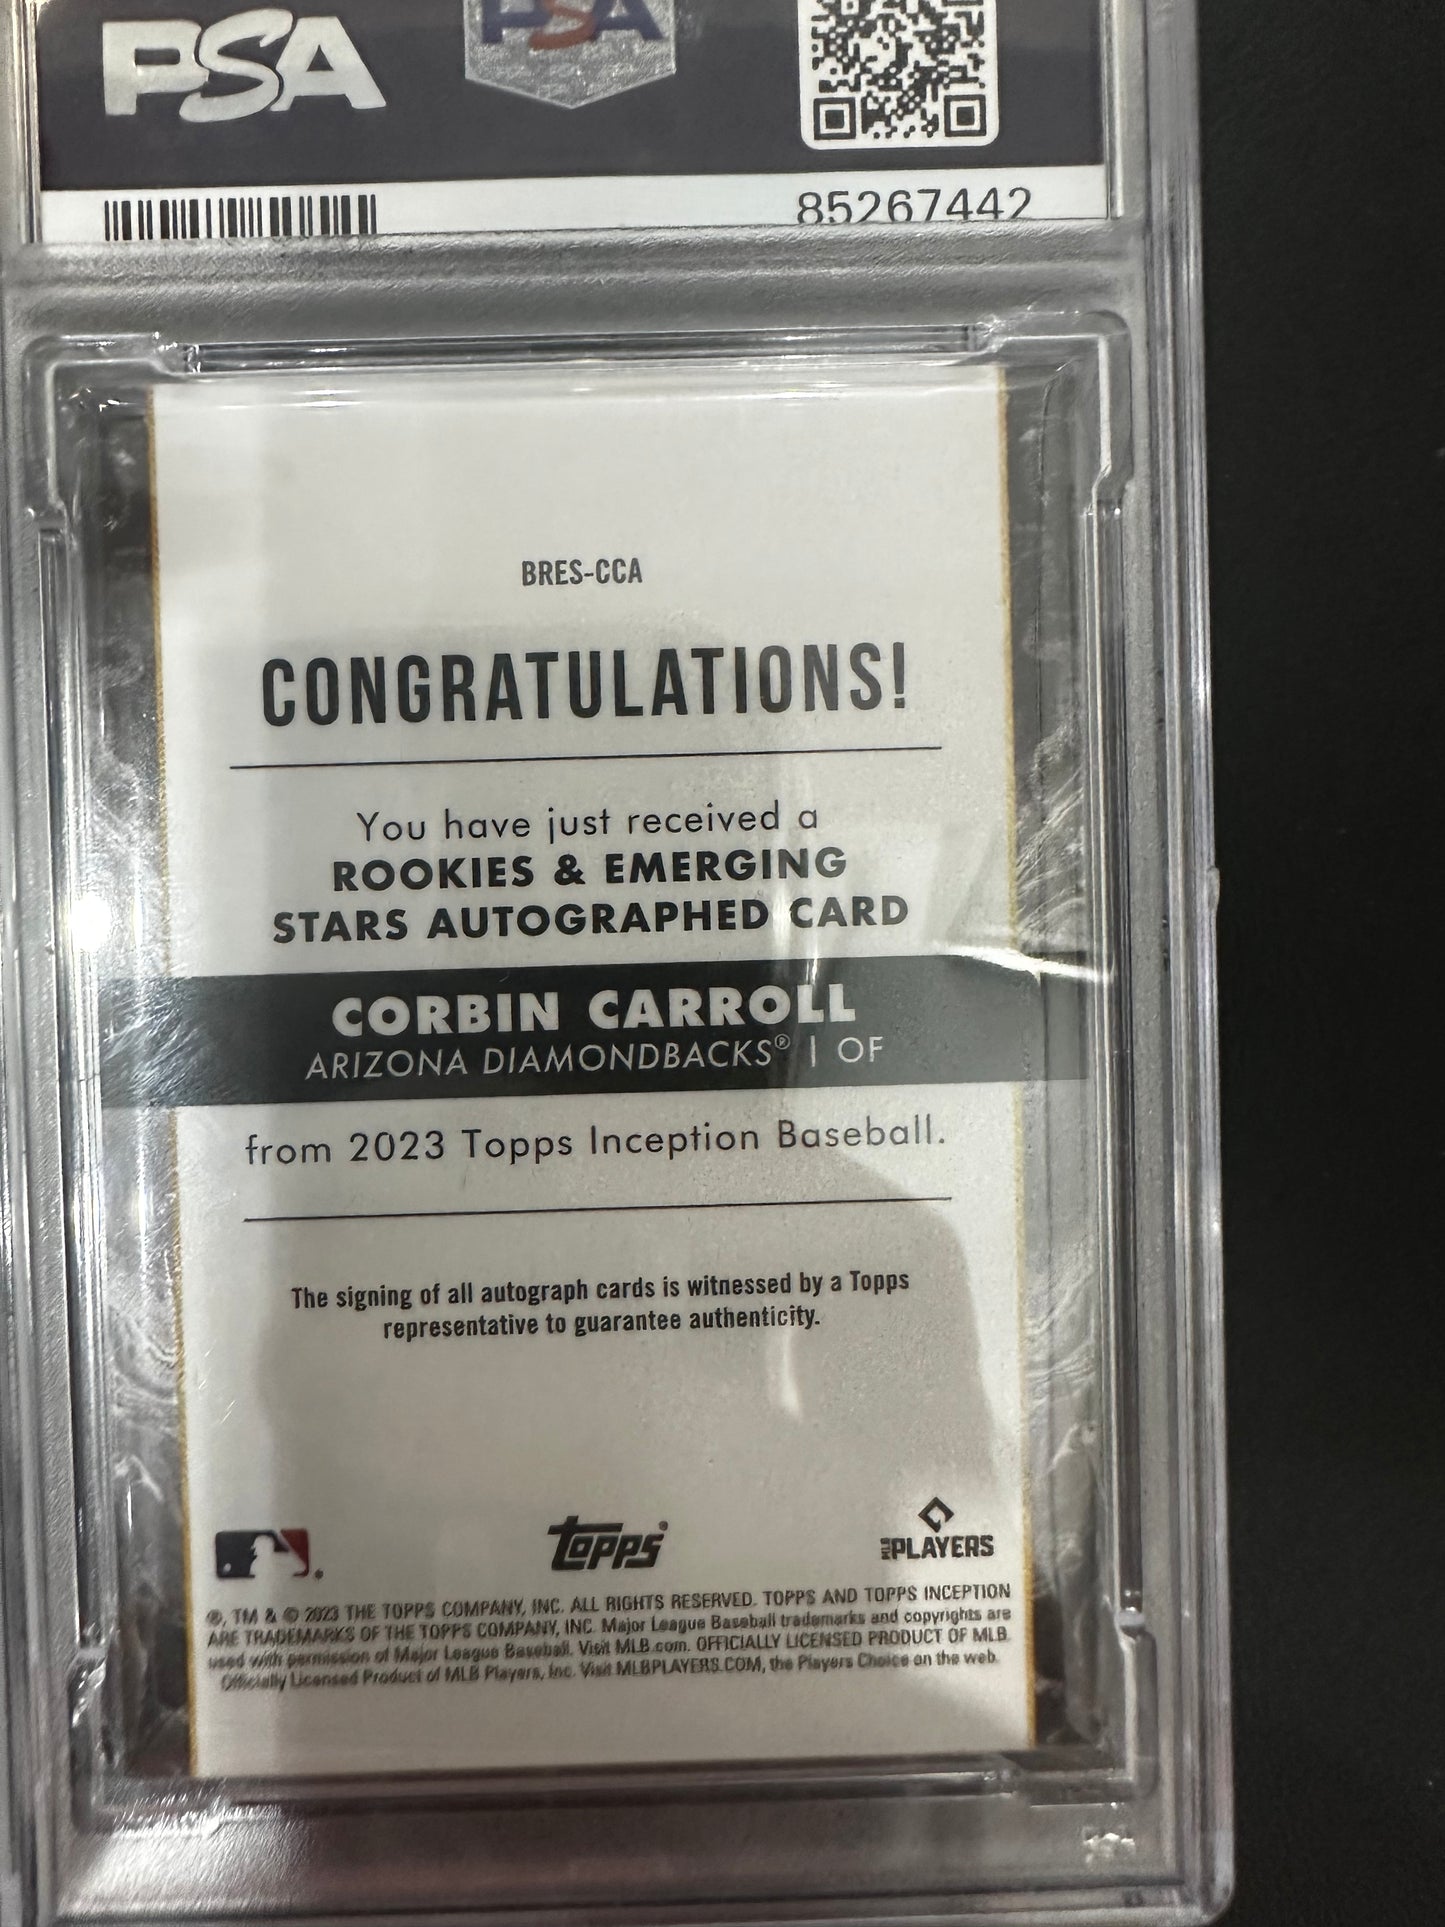 PSA
PSA
85267442
BRES-CCA
CONGRATULATIONS!
You have just received a
ROOKIES & EMERGING
STARS AUTOGRAPHED CARD
CORBIN CARROLL
ARIZONA DIAMONDBACKS® | OF
from 2023 Topps Inception Baseball.
The signing of all autograph cards is witnessed by a Topps
representative to guarantee authenticity.
topps®
MLB PLAYERS
®, TM & © 2023 THE TOPPS COMPANY, INC. ALL RIGHTS RESERVED. TOPPS AND TOPPS INCEPTION
ARE TRADEMARKS OF THE TOPPS COMPANY, INC. Major League Baseball trademarks and copyrights are
used with permission of Major League Baseball. Visit MLB.com. OFFICIALLY LICENSED PRODUCT OF MLB
Officially Licensed Product of MLB Players, Inc. Visit MLBPLAYERS.COM, the Players Choice on the web.